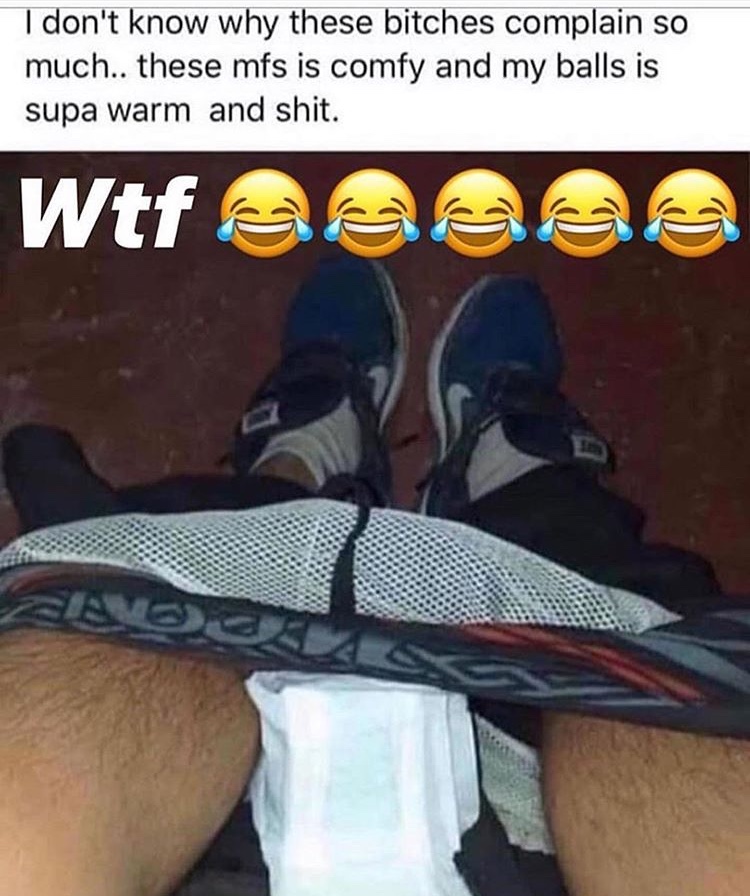 I don't know why these bitches complain so
much.. these mfs is comfy and my balls is
supa warm and shit.
Wtf 😂😂😂😂😂